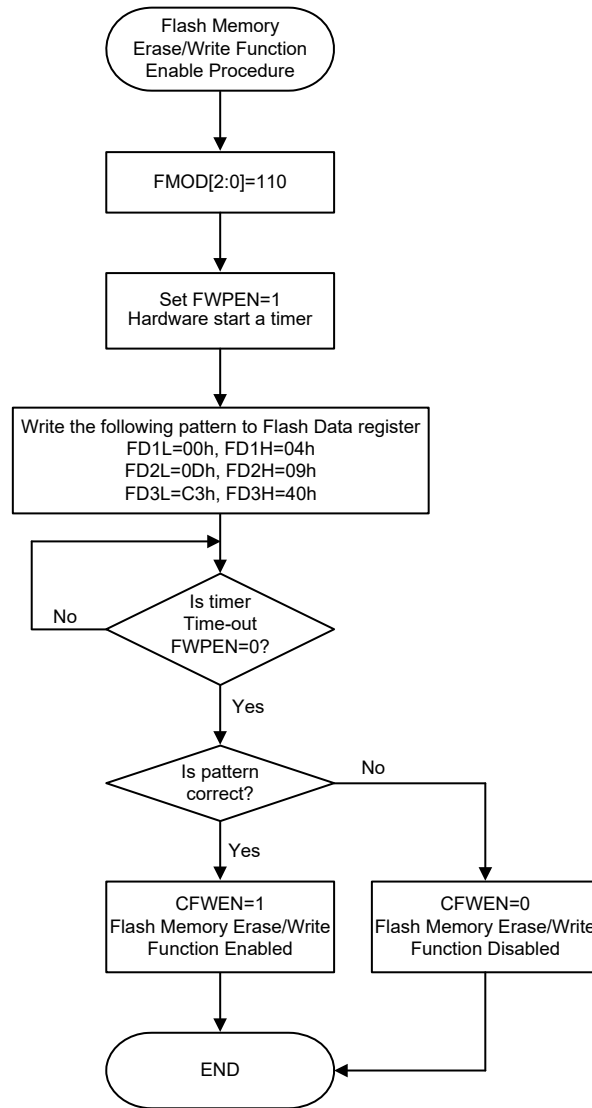 Flash Memory
Erase/Write Function
Enable Procedure
FMOD[2:0]=110
Set FWPEN=1
Hardware start a timer
Write the following pattern to Flash Data register
FD1L=00h, FD1H=04h
FD2L=0Dh, FD2H=09h
FD3L=C3h, FD3H=40h
No
Is timer
Time-out
FWPEN=0?
Yes
Is pattern
correct?
No
Yes
CFWEN=1
Flash Memory Erase/Write
Function Enabled
CFWEN=0
Flash Memory Erase/Write
Function Disabled
END